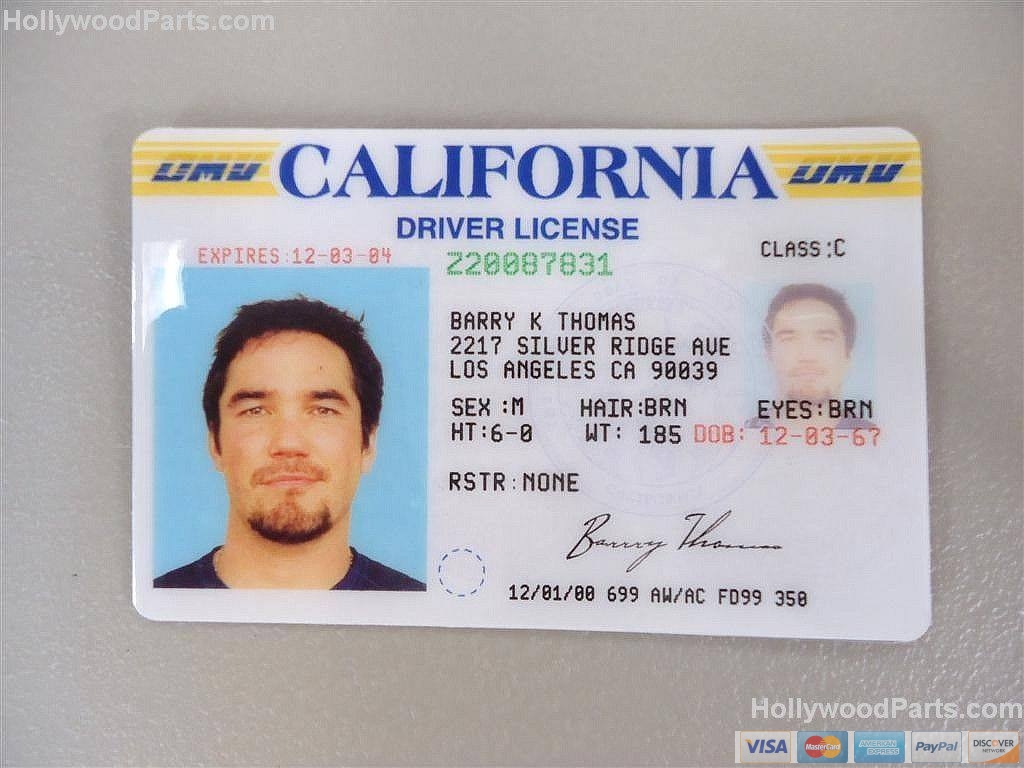 HollywoodParts.com
DMV CALIFORNIA DMV
DRIVER LICENSE
EXPIRES:12-03-04
Z20087831
CLASS:C
BARRY K THOMAS
2217 SILVER RIDGE AVE
LOS ANGELES CA 90039
SEX:M HAIR:BRN EYES:BRN
HT:6-0 WT: 185 DOB: 12-03-67
RSTR:NONE
Barry Thomas
12/01/00 699 AW/AC FD99 350
HollywoodParts.com
VISA MasterCard AMERICAN EXPRESS PayPal DISCOVER NETWORK